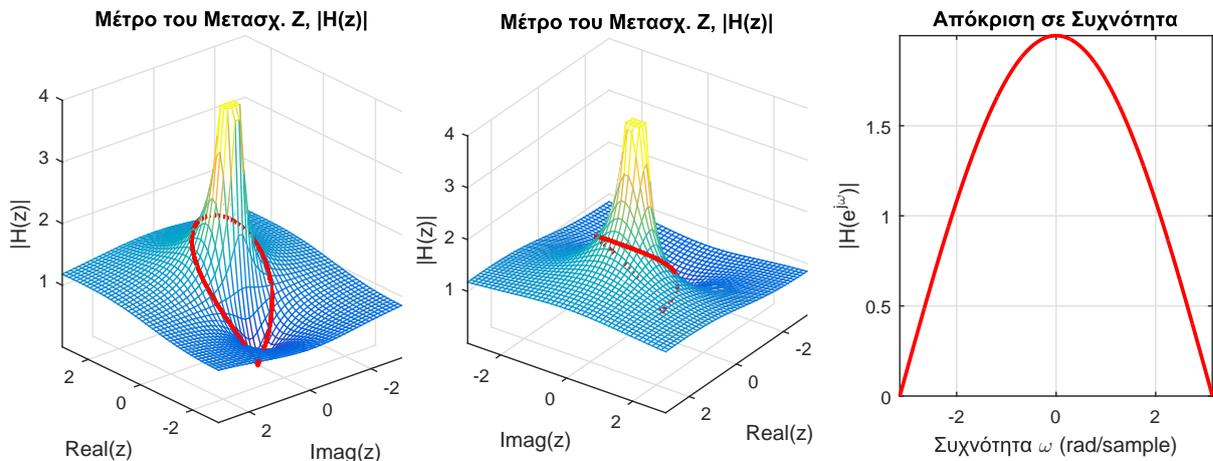 Μέτρο του Μετασχ. Z, |H(z)|
4
3
2
1
|H(z)|
2
0
-2
Real(z)
2
0
-2
Imag(z)
Μέτρο του Μετασχ. Z, |H(z)|
4
3
2
1
|H(z)|
-2
0
2
Imag(z)
2
0
-2
Real(z)
Απόκριση σε Συχνότητα
1.5
1
0.5
0
|H(e^{jω})|
-2
0
2
Συχνότητα ω (rad/sample)